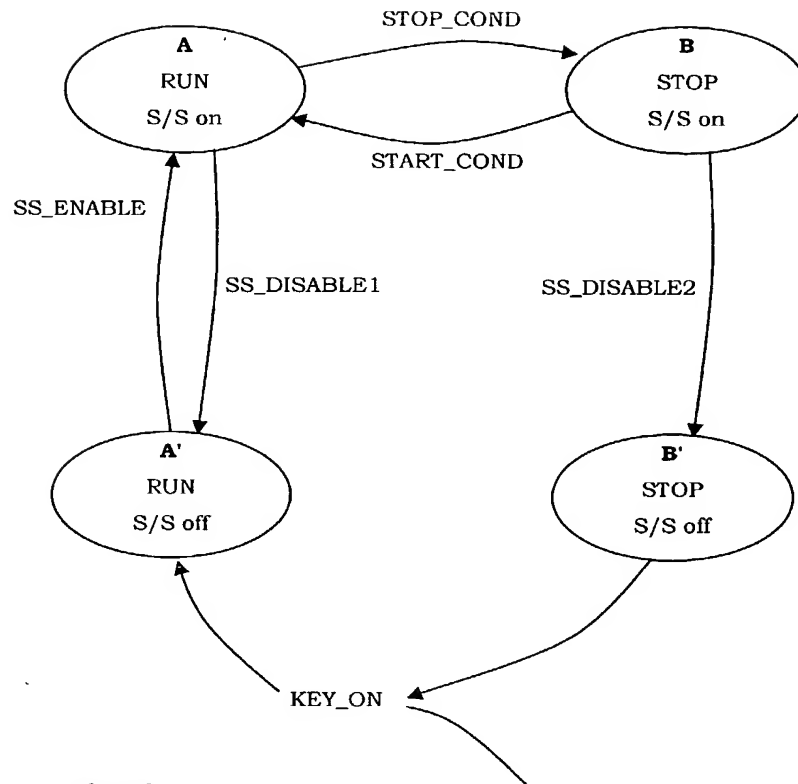 STOP_COND
A
RUN
S/S on
B
STOP
S/S on
START_COND
SS_ENABLE
SS_DISABLE1
SS_DISABLE2
A'
RUN
S/S off
B'
STOP
S/S off
KEY_ON